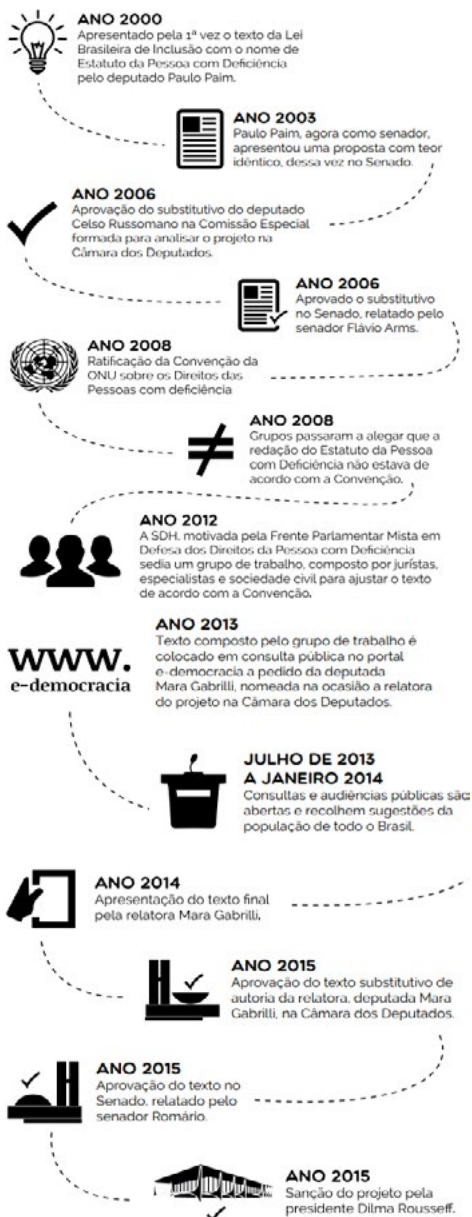 ANO 2000
Apresentado pela 1ª vez o texto da Lei
Brasileira de Inclusão com o nome de
Estatuto da Pessoa com Deficiência
pelo deputado Paulo Paim.
ANO 2003
Paulo Paim, agora como senador,
apresentou uma proposta com teor
idêntico, dessa vez no Senado.
ANO 2006
Aprovação do substitutivo do deputado
Celso Russomano na Comissão Especial
formada para analisar o projeto na
Câmara dos Deputados.
ANO 2006
Aprovado o substitutivo
no Senado, relatado pelo
senador Flávio Arms.
ANO 2008
Ratificação da Convenção da
ONU sobre os Direitos das
Pessoas com deficiência
ANO 2008
Grupos passaram a alegar que a
redação do Estatuto da Pessoa
com Deficiência não estava de
acordo com a Convenção.
ANO 2012
A SDH, motivada pela Frente Parlamentar Mista em
Defesa dos Direitos da Pessoa com Deficiência
sedia um grupo de trabalho, composto por jurístas,
especialistas e sociedade civil para ajustar o texto
de acordo com a Convenção.
www.
e-democracia
ANO 2013
Texto composto pelo grupo de trabalho é
colocado em consulta pública no portal
e-democracia a pedido da deputada
Mara Gabrilli, nomeada na ocasião a relatora
do projeto na Câmara dos Deputados.
JULHO DE 2013
A JANEIRO 2014
Consultas e audiências públicas são
abertas e recolhem sugestões da
população de todo o Brasil.
ANO 2014
Apresentação do texto final
pela relatora Mara Gabrilli.
ANO 2015
Aprovação do texto substitutivo de
autoria da relatora, deputada Mara
Gabrilli, na Câmara dos Deputados.
ANO 2015
Aprovação do texto no
Senado, relatado pelo
senador Romário.
ANO 2015
Sanção do projeto pela
presidente Dilma Rousseff.